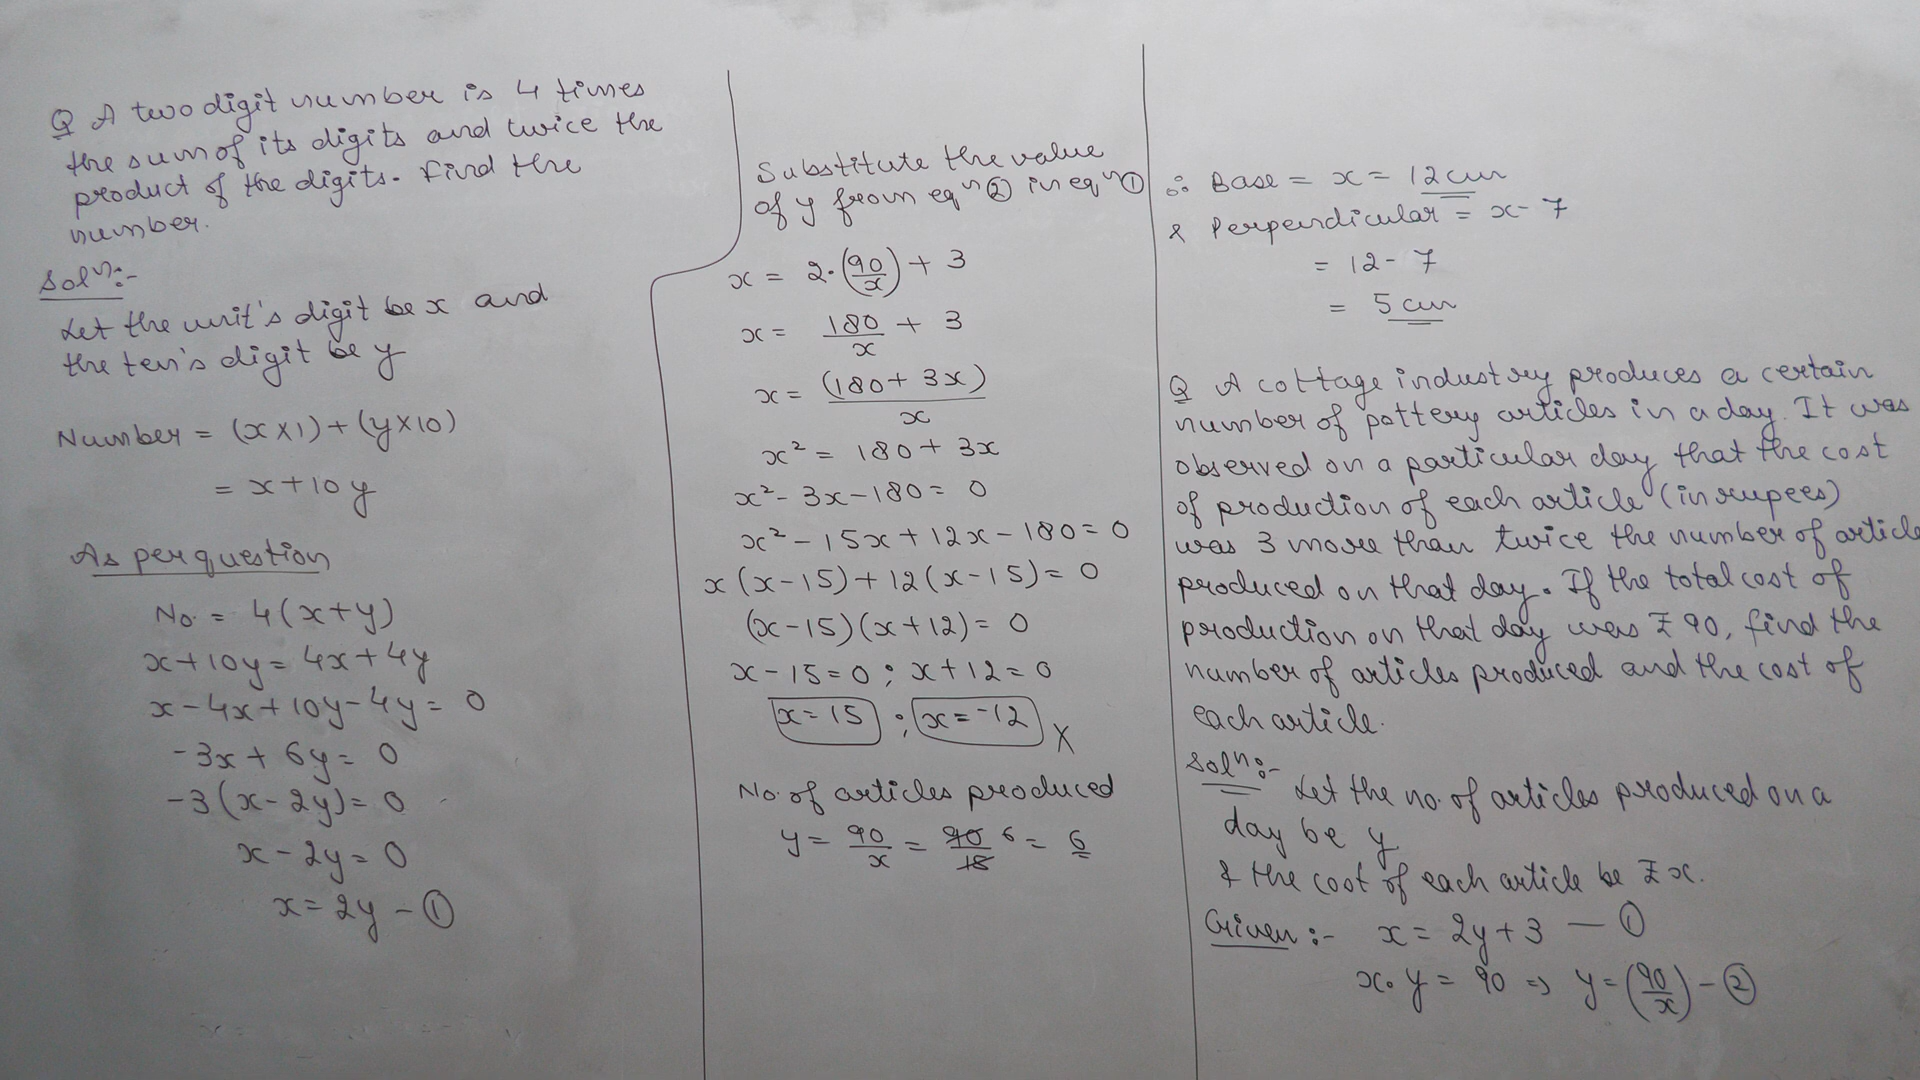 Q A two digit number is 4 times
the sum of its digits and twice the
product of the digits. Find the
number.
Solⁿ:-
Let the unit's digit be x and
the ten's digit be y
Number = (x×1)+(y×10)
= x+10y
As per question
No. = 4(x+y)
x+10y = 4x+4y
x-4x+10y-4y = 0
-3x+6y = 0
-3(x-2y) = 0
x-2y = 0
x = 2y - ①
Substitute the value
of y from eqⁿ② in eqⁿ①
x = 2·(90/x) + 3
x = 180/x + 3
x = (180+3x)/x
x² = 180+3x
x²-3x-180 = 0
x²-15x+12x-180 = 0
x(x-15)+12(x-15) = 0
(x-15)(x+12) = 0
x-15=0 ; x+12=0
x=15 ; x=-12 X
No. of articles produced
y = 90/x = 90/15 6 = 6
∴ Base = x = 12cm
& Perpendicular = x-7
= 12-7
= 5cm
Q A cottage industry produces a certain
number of pottery articles in a day. It was
observed on a particular day that the cost
of production of each article (in rupees)
was 3 more than twice the number of article
produced on that day. If the total cost of
production on that day was ₹90, find the
number of articles produced and the cost of
each article.
Solⁿ:- Let the no. of articles produced on a
day be y
& the cost of each article be ₹x.
Given :- x = 2y+3 — ①
x·y = 90 ⇒ y=(90/x) - ②